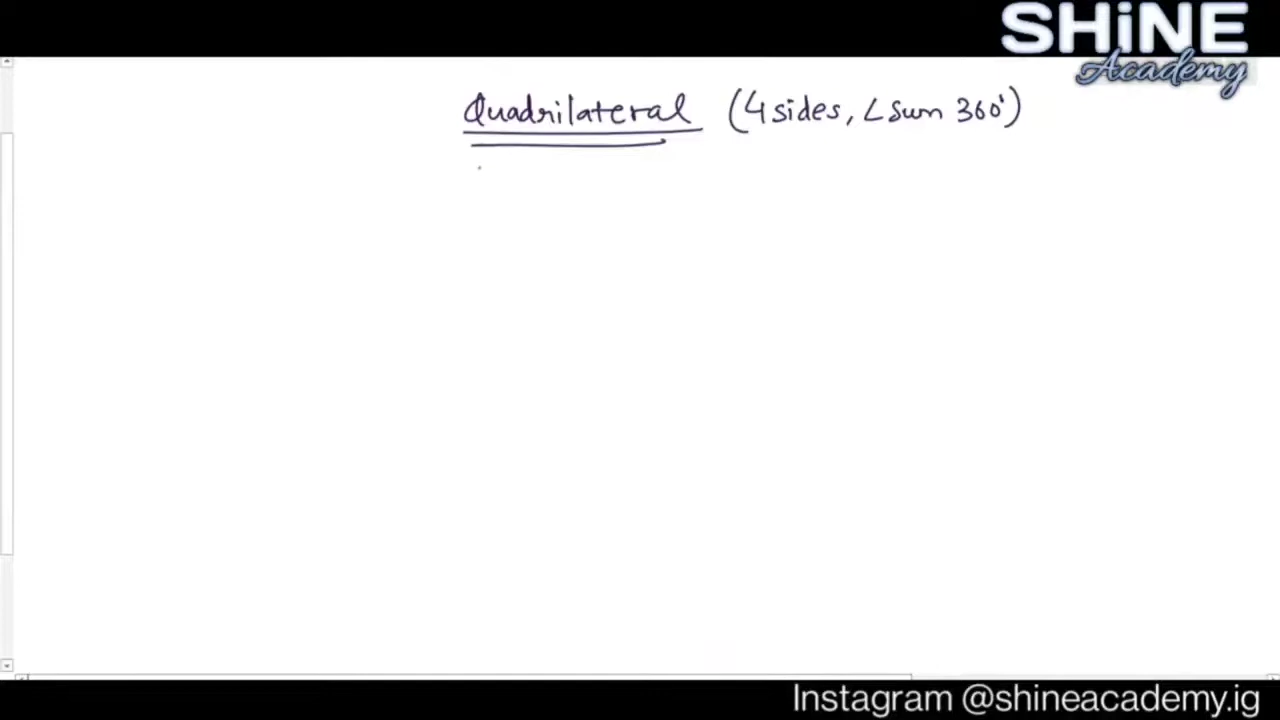 SHiNE
Academy
Quadrilateral (4 sides, ∠ Sum 360°)
Instagram @shineacademy.ig